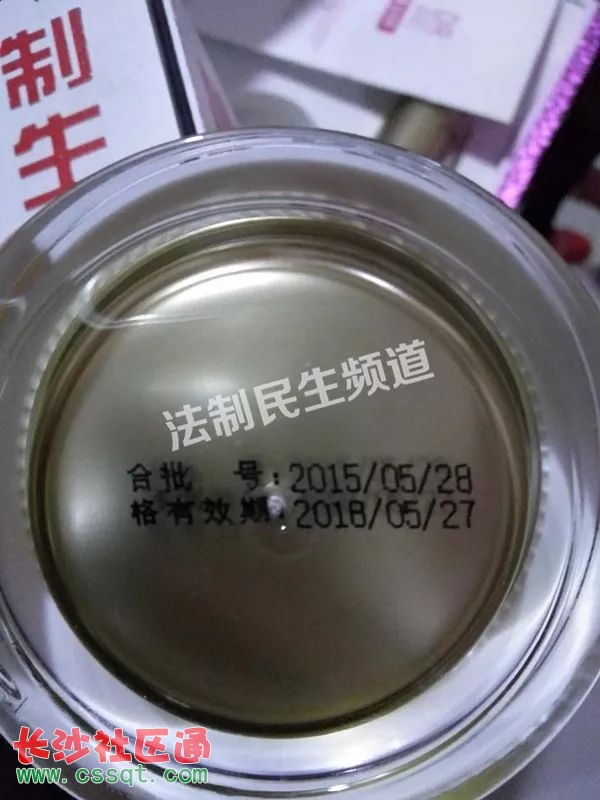 制
生
法制民生频道
合批 号:2015/05/28
格有效期:2018/05/27
长沙社区通
www.cssqt.com